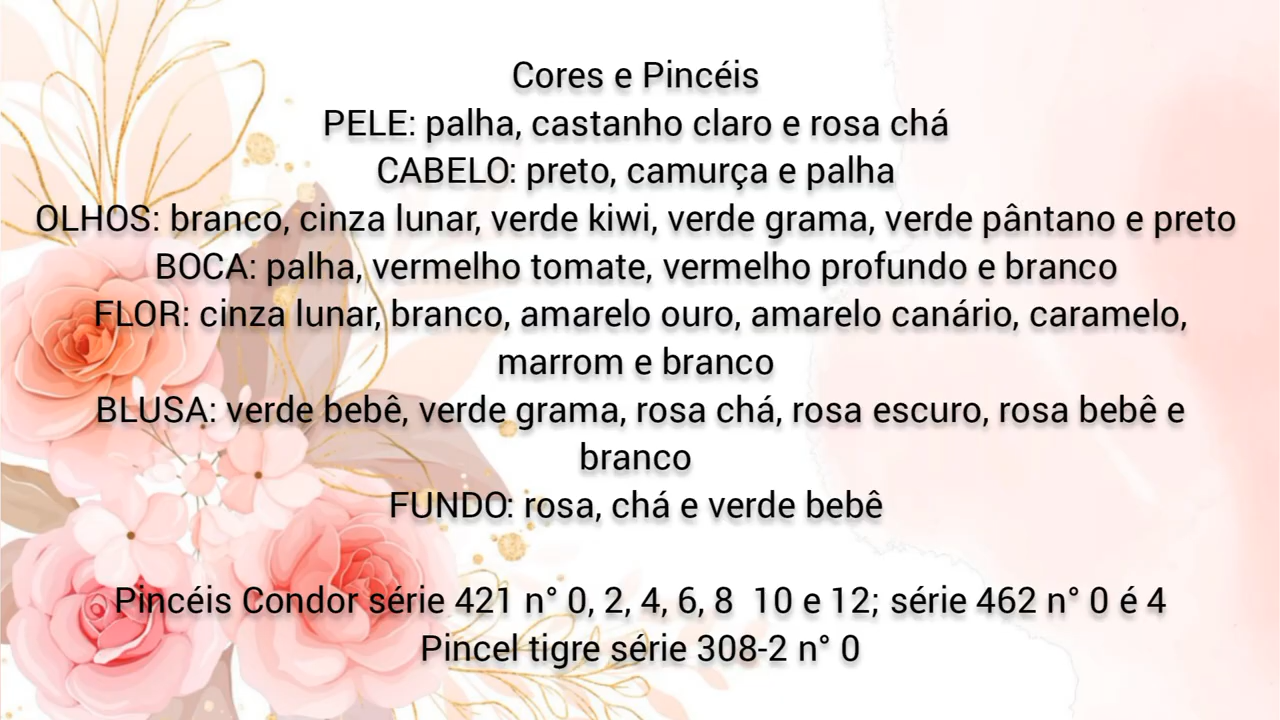 Cores e Pincéis
PELE: palha, castanho claro e rosa chá
CABELO: preto, camurça e palha
OLHOS: branco, cinza lunar, verde kiwi, verde grama, verde pântano e preto
BOCA: palha, vermelho tomate, vermelho profundo e branco
FLOR: cinza lunar, branco, amarelo ouro, amarelo canário, caramelo,
marrom e branco
BLUSA: verde bebê, verde grama, rosa chá, rosa escuro, rosa bebê e
branco
FUNDO: rosa, chá e verde bebê
Pincéis Condor série 421 n° 0, 2, 4, 6, 8  10 e 12; série 462 n° 0 é 4
Pincel tigre série 308-2 n° 0